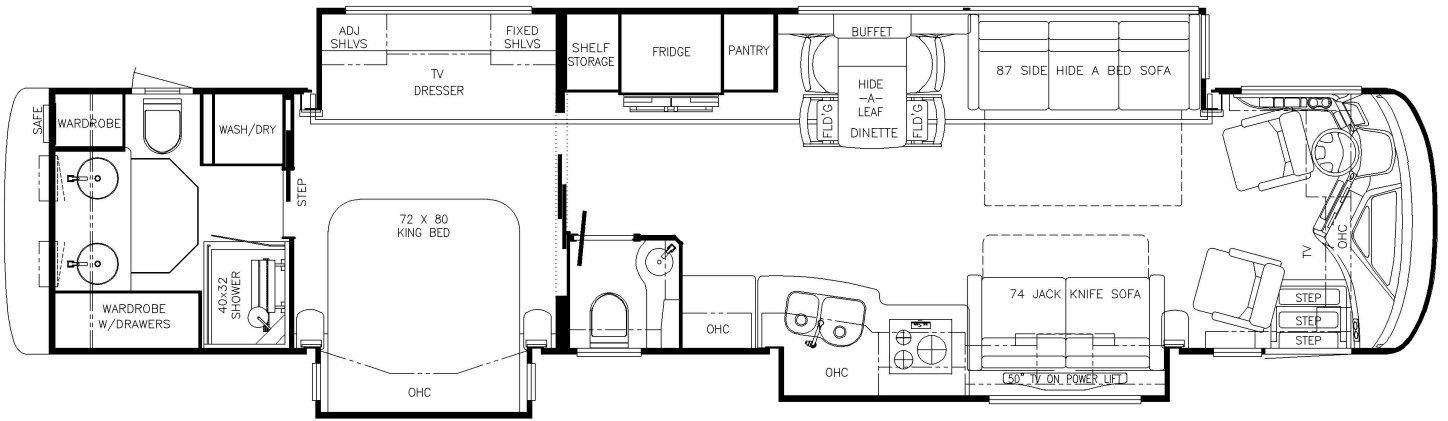 ADJ
SHLVS
FIXED
SHLVS
TV
DRESSER
SHELF
STORAGE
FRIDGE
PANTRY
BUFFET
HIDE
-A-
LEAF
DINETTE
FLD'G
FLD'G
87 SIDE HIDE A BED SOFA
SAFE
WARDROBE
WASH/DRY
STEP
72 X 80
KING BED
40x32
SHOWER
WARDROBE
W/DRAWERS
OHC
OHC
OHC
74 JACK KNIFE SOFA
50" TV ON POWER LIFT
TV
OHC
STEP
STEP
STEP